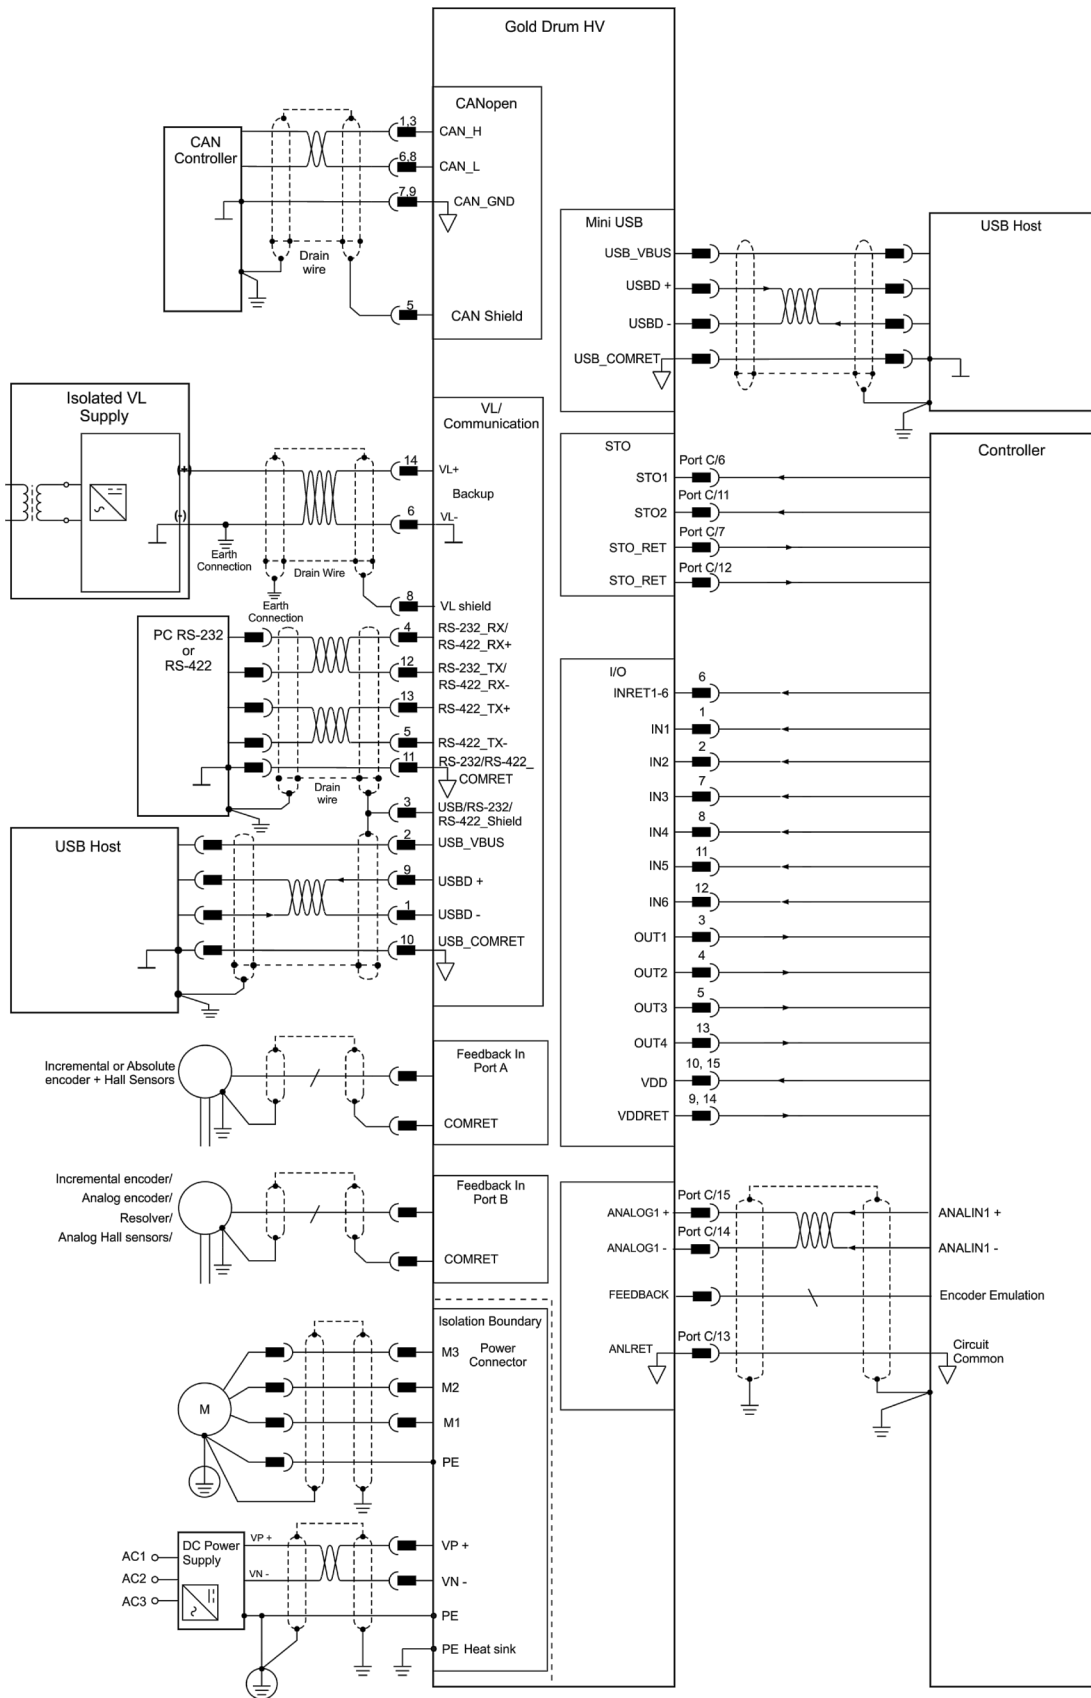 Gold Drum HV
CANopen
CAN
Controller
1,3
CAN_H
6,8
CAN_L
7,9
CAN_GND
Drain
wire
5
CAN Shield
Mini USB
USB_VBUS
USBD +
USBD -
USB_COMRET
USB Host
Isolated VL
Supply
(+)
(-)
Earth
Connection
Drain Wire
Earth
Connection
VL/
Communication
14
VL+
Backup
6
VL-
8
VL shield
STO
Port C/6
STO1
Port C/11
STO2
Port C/7
STO_RET
Port C/12
STO_RET
Controller
PC RS-232
or
RS-422
4
RS-232_RX/
RS-422_RX+
12
RS-232_TX/
RS-422_RX-
13
RS-422_TX+
5
RS-422_TX-
11
RS-232/RS-422_
COMRET
Drain
wire
3
USB/RS-232/
RS-422_Shield
USB Host
2
USB_VBUS
9
USBD +
1
USBD -
10
USB_COMRET
I/O
6
INRET1-6
1
IN1
2
IN2
7
IN3
8
IN4
11
IN5
12
IN6
3
OUT1
4
OUT2
5
OUT3
13
OUT4
10, 15
VDD
9, 14
VDDRET
Incremental or Absolute
encoder + Hall Sensors
Feedback In
Port A
COMRET
Incremental encoder/
Analog encoder/
Resolver/
Analog Hall sensors/
Feedback In
Port B
COMRET
Port C/15
ANALOG1 +
ANALIN1 +
Port C/14
ANALOG1 -
ANALIN1 -
FEEDBACK
Encoder Emulation
Port C/13
ANLRET
Circuit
Common
Isolation Boundary
Power
Connector
M3
M2
M1
PE
M
DC Power
Supply
AC1
AC2
AC3
VP +
VN -
VP +
VN -
PE
PE Heat sink